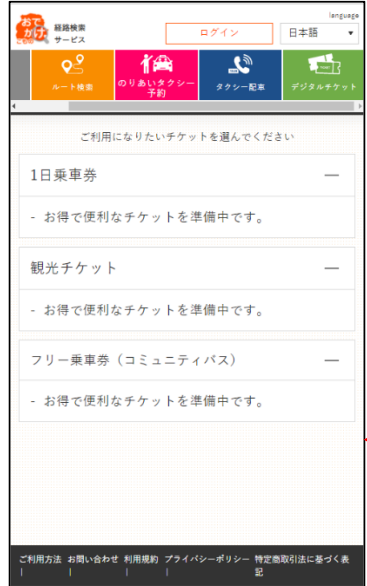 language
おで
かけ
経路検索
サービス
ログイン
日本語
ルート検索
のりあいタクシー
予約
タクシー配車
デジタルチケット
ご利用になりたいチケットを選んでください
1日乗車券
- お得で便利なチケットを準備中です。
観光チケット
- お得で便利なチケットを準備中です。
フリー乗車券（コミュニティバス）
- お得で便利なチケットを準備中です。
ご利用方法 お問い合わせ 利用規約 プライバシーポリシー 特定商取引法に基づく表
記